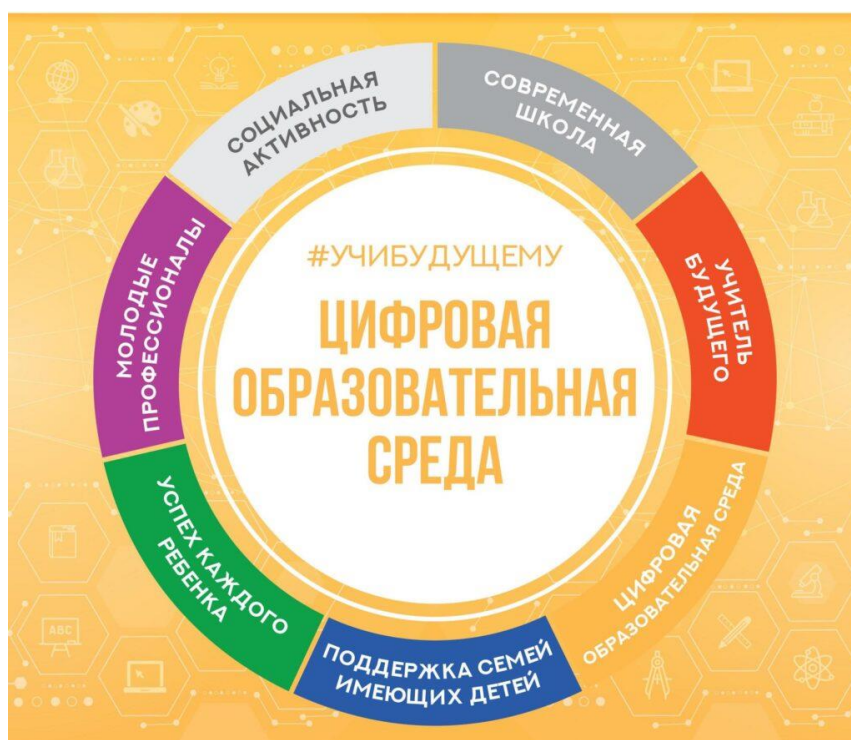 #УЧИБУДУЩЕМУ
ЦИФРОВАЯ
ОБРАЗОВАТЕЛЬНАЯ
СРЕДА
СОВРЕМЕННАЯ
ШКОЛА
УЧИТЕЛЬ
БУДУЩЕГО
ЦИФРОВАЯ
ОБРАЗОВАТЕЛЬНАЯ СРЕДА
ПОДДЕРЖКА СЕМЕЙ
ИМЕЮЩИХ ДЕТЕЙ
УСПЕХ КАЖДОГО
РЕБЕНКА
МОЛОДЫЕ
ПРОФЕССИОНАЛЫ
СОЦИАЛЬНАЯ
АКТИВНОСТЬ
ABC